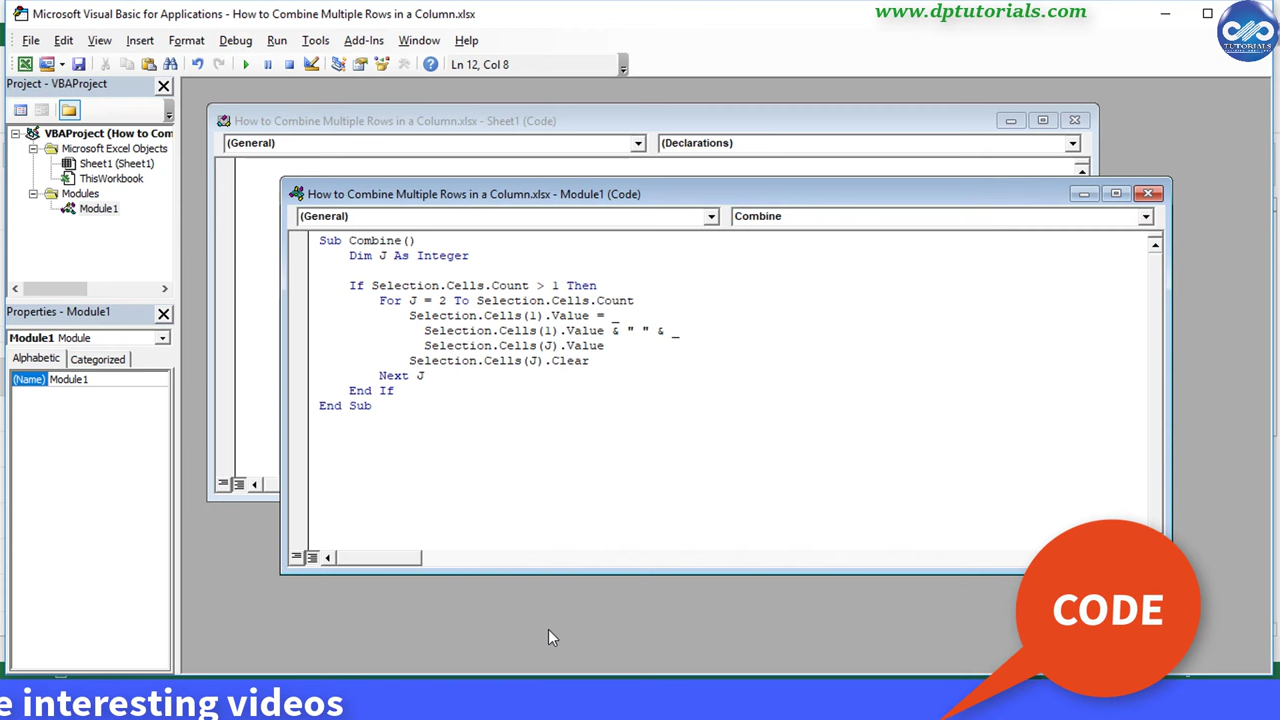 Microsoft Visual Basic for Applications - How to Combine Multiple Rows in a Column.xlsx
www.dptutorials.com
TUTORIALS
File Edit View Insert Format Debug Run Tools Add-Ins Window Help
Ln 12, Col 8
Project - VBAProject
VBAProject (How to Com
Microsoft Excel Objects
Sheet1 (Sheet1)
ThisWorkbook
Modules
Module1
Properties - Module1
Module1 Module
Alphabetic Categorized
(Name) Module1
How to Combine Multiple Rows in a Column.xlsx - Sheet1 (Code)
(General) (Declarations)
How to Combine Multiple Rows in a Column.xlsx - Module1 (Code)
(General) Combine
Sub Combine()
Dim J As Integer
If Selection.Cells.Count > 1 Then
For J = 2 To Selection.Cells.Count
Selection.Cells(1).Value = _
Selection.Cells(1).Value & " " & _
Selection.Cells(J).Value
Selection.Cells(J).Clear
Next J
End If
End Sub
CODE
e interesting videos